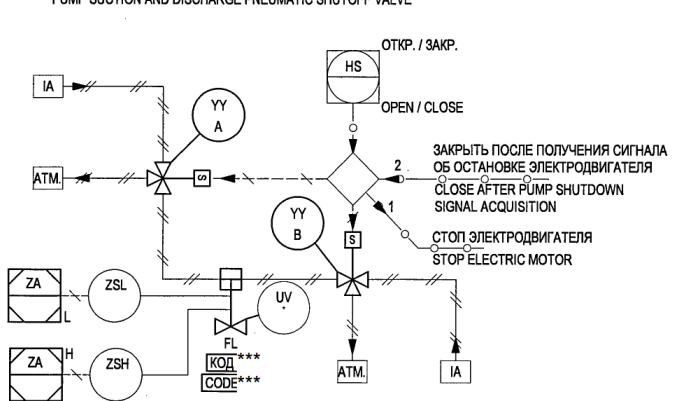 PUMP SUCTION AND DISCHARGE PNEUMATIC SHUTOFF VALVE
ОТКР. / ЗАКР.
HS
OPEN / CLOSE
IA
YY
A
ATM.
S
2
ЗАКРЫТЬ ПОСЛЕ ПОЛУЧЕНИЯ СИГНАЛА
ОБ ОСТАНОВКЕ ЭЛЕКТРОДВИГАТЕЛЯ
CLOSE AFTER PUMP SHUTDOWN
SIGNAL ACQUISITION
1
СТОП ЭЛЕКТРОДВИГАТЕЛЯ
STOP ELECTRIC MOTOR
YY
B
S
ZA
L
ZSL
UV
*
ZA
H
ZSH
FL
КОД***
CODE***
ATM.
IA